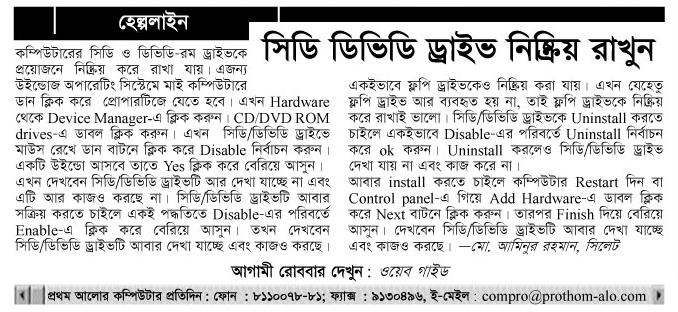 হেল্পলাইন
সিডি ডিভিডি ড্রাইভ নিষ্ক্রিয় রাখুন
কম্পিউটারের সিডি ও ডিভিডি-রম ড্রাইভকে
প্রয়োজনে নিষ্ক্রিয় করে রাখা যায়। এজন্য
উইন্ডোজ অপারেটিং সিস্টেমে মাই কম্পিউটারে
ডান ক্লিক করে প্রোপারটিজে যেতে হবে। এখন Hardware
থেকে Device Manager-এ ক্লিক করুন। CD/DVD ROM
drives-এ ডাবল ক্লিক করুন। এখন সিডি/ডিভিডি ড্রাইভে
মাউস রেখে ডান বাটনে ক্লিক করে Disable নির্বাচন করুন।
একটি উইন্ডো আসবে তাতে Yes ক্লিক করে বেরিয়ে আসুন।
এখন দেখবেন সিডি/ডিভিডি ড্রাইভটি আর দেখা যাচ্ছে না এবং
এটি আর কাজও করছে না। সিডি/ডিভিডি ড্রাইভটি আবার
সক্রিয় করতে চাইলে একই পদ্ধতিতে Disable-এর পরিবর্তে
Enable-এ ক্লিক করে বেরিয়ে আসুন। তখন দেখবেন
সিডি/ডিভিডি ড্রাইভটি আবার দেখা যাচ্ছে এবং কাজও করছে।
একইভাবে ফ্লপি ড্রাইভকেও নিষ্ক্রিয় করা যায়। এখন যেহেতু
ফ্লপি ড্রাইভ আর ব্যবহৃত হয় না, তাই ফ্লপি ড্রাইভকে নিষ্ক্রিয়
করে রাখাই ভালো। সিডি/ডিভিডি ড্রাইভকে Uninstall করতে
চাইলে একইভাবে Disable-এর পরিবর্তে Uninstall নির্বাচন
করে ok করুন। Uninstall করলেও সিডি/ডিভিডি ড্রাইভ
দেখা যায় না এবং কাজ করে না।
আবার install করতে চাইলে কম্পিউটার Restart দিন বা
Control panel-এ গিয়ে Add Hardware-এ ডাবল ক্লিক
করে Next বাটনে ক্লিক করুন। তারপর Finish দিয়ে বেরিয়ে
আসুন। দেখবেন সিডি/ডিভিডি ড্রাইভটি আবার দেখা যাচ্ছে
এবং কাজও করছে। —মো. আমিনুর রহমান, সিলেট
আগামী রোববার দেখুন : ওয়েব গাইড
প্রথম আলোর কম্পিউটার প্রতিদিন : ফোন : ৮১১০০৭৮-৮১; ফ্যাক্স : ৯১৩০৪৯৬, ই-মেইল : compro@prothom-alo.com